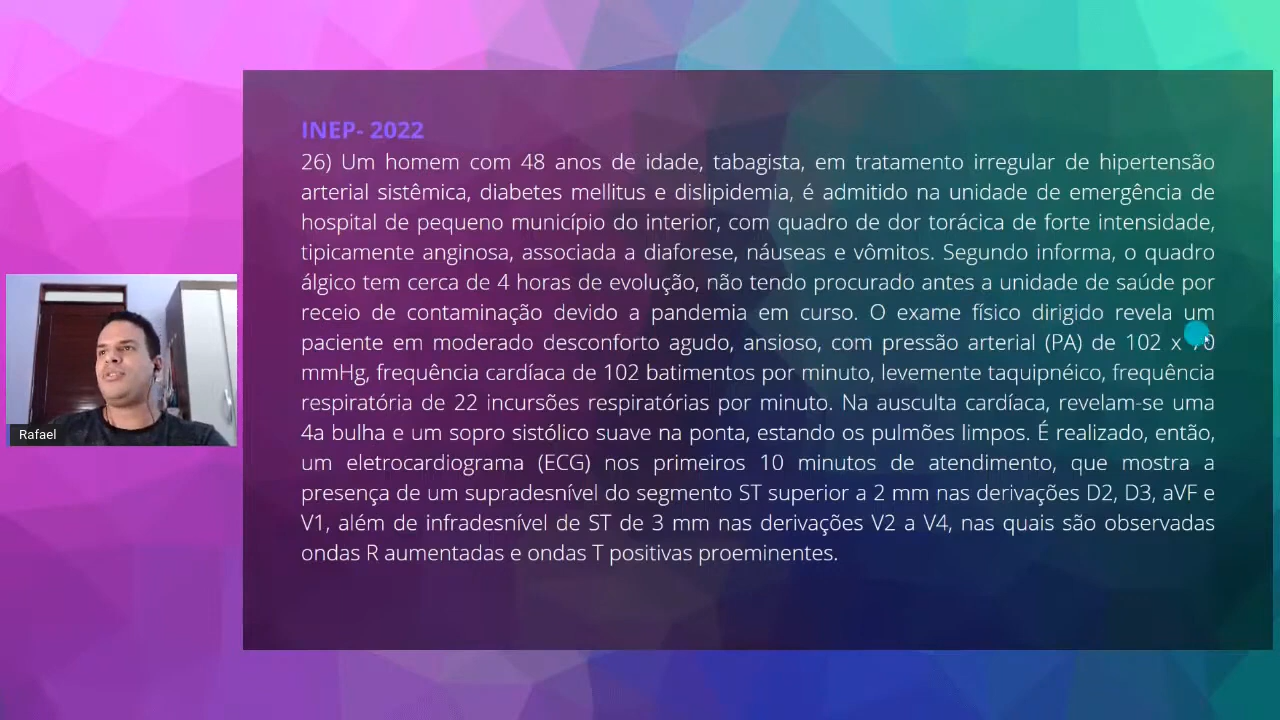 INEP- 2022
26) Um homem com 48 anos de idade, tabagista, em tratamento irregular de hipertensão
arterial sistêmica, diabetes mellitus e dislipidemia, é admitido na unidade de emergência de
hospital de pequeno município do interior, com quadro de dor torácica de forte intensidade,
tipicamente anginosa, associada a diaforese, náuseas e vômitos. Segundo informa, o quadro
álgico tem cerca de 4 horas de evolução, não tendo procurado antes a unidade de saúde por
receio de contaminação devido a pandemia em curso. O exame físico dirigido revela um
paciente em moderado desconforto agudo, ansioso, com pressão arterial (PA) de 102 x
mmHg, frequência cardíaca de 102 batimentos por minuto, levemente taquipnéico, frequência
respiratória de 22 incursões respiratórias por minuto. Na ausculta cardíaca, revelam-se uma
4a bulha e um sopro sistólico suave na ponta, estando os pulmões limpos. É realizado, então,
um eletrocardiograma (ECG) nos primeiros 10 minutos de atendimento, que mostra a
presença de um supradesnível do segmento ST superior a 2 mm nas derivações D2, D3, aVF e
V1, além de infradesnível de ST de 3 mm nas derivações V2 a V4, nas quais são observadas
ondas R aumentadas e ondas T positivas proeminentes.
Rafael